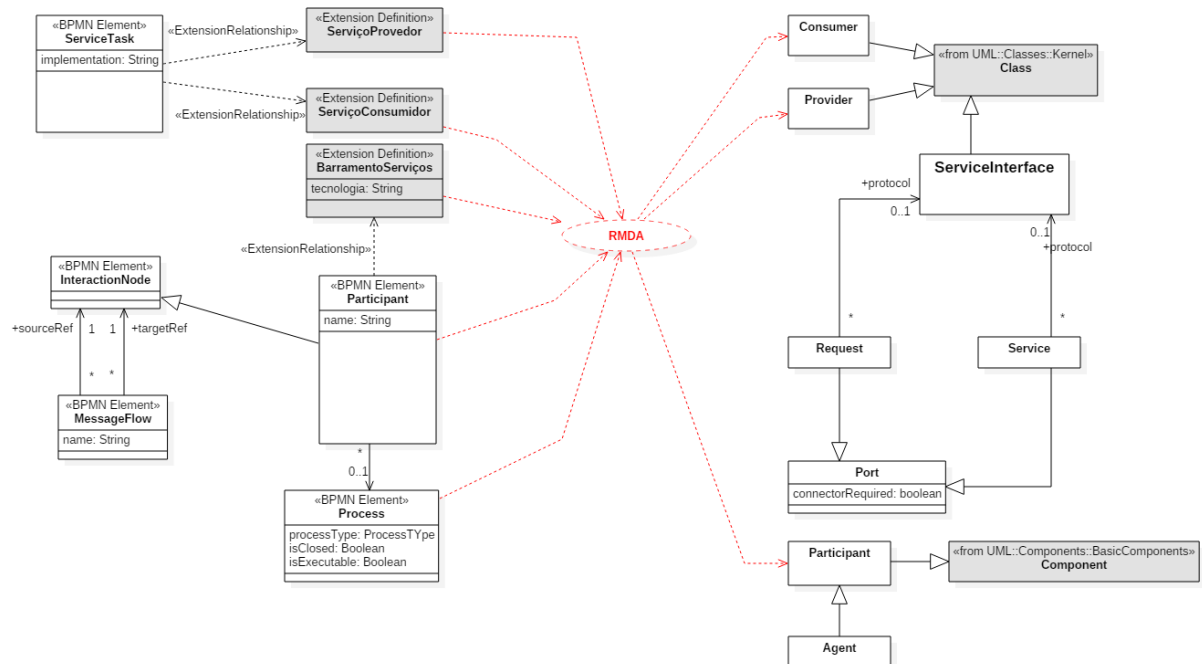 «BPMN Element»
ServiceTask
implementation: String
«ExtensionRelationship»
«Extension Definition»
ServiçoProvedor
«ExtensionRelationship»
«Extension Definition»
ServiçoConsumidor
«Extension Definition»
BarramentoServiços
tecnologia: String
«ExtensionRelationship»
«BPMN Element»
InteractionNode
+sourceRef
1
1
+targetRef
*
*
«BPMN Element»
MessageFlow
name: String
«BPMN Element»
Participant
name: String
*
0..1
«BPMN Element»
Process
processType: ProcessTYpe
isClosed: Boolean
isExecutable: Boolean
RMDA
Consumer
Provider
«from UML::Classes::Kernel»
Class
ServiceInterface
+protocol
0..1
0..1
+protocol
*
*
Request
Service
Port
connectorRequired: boolean
Participant
«from UML::Components::BasicComponents»
Component
Agent